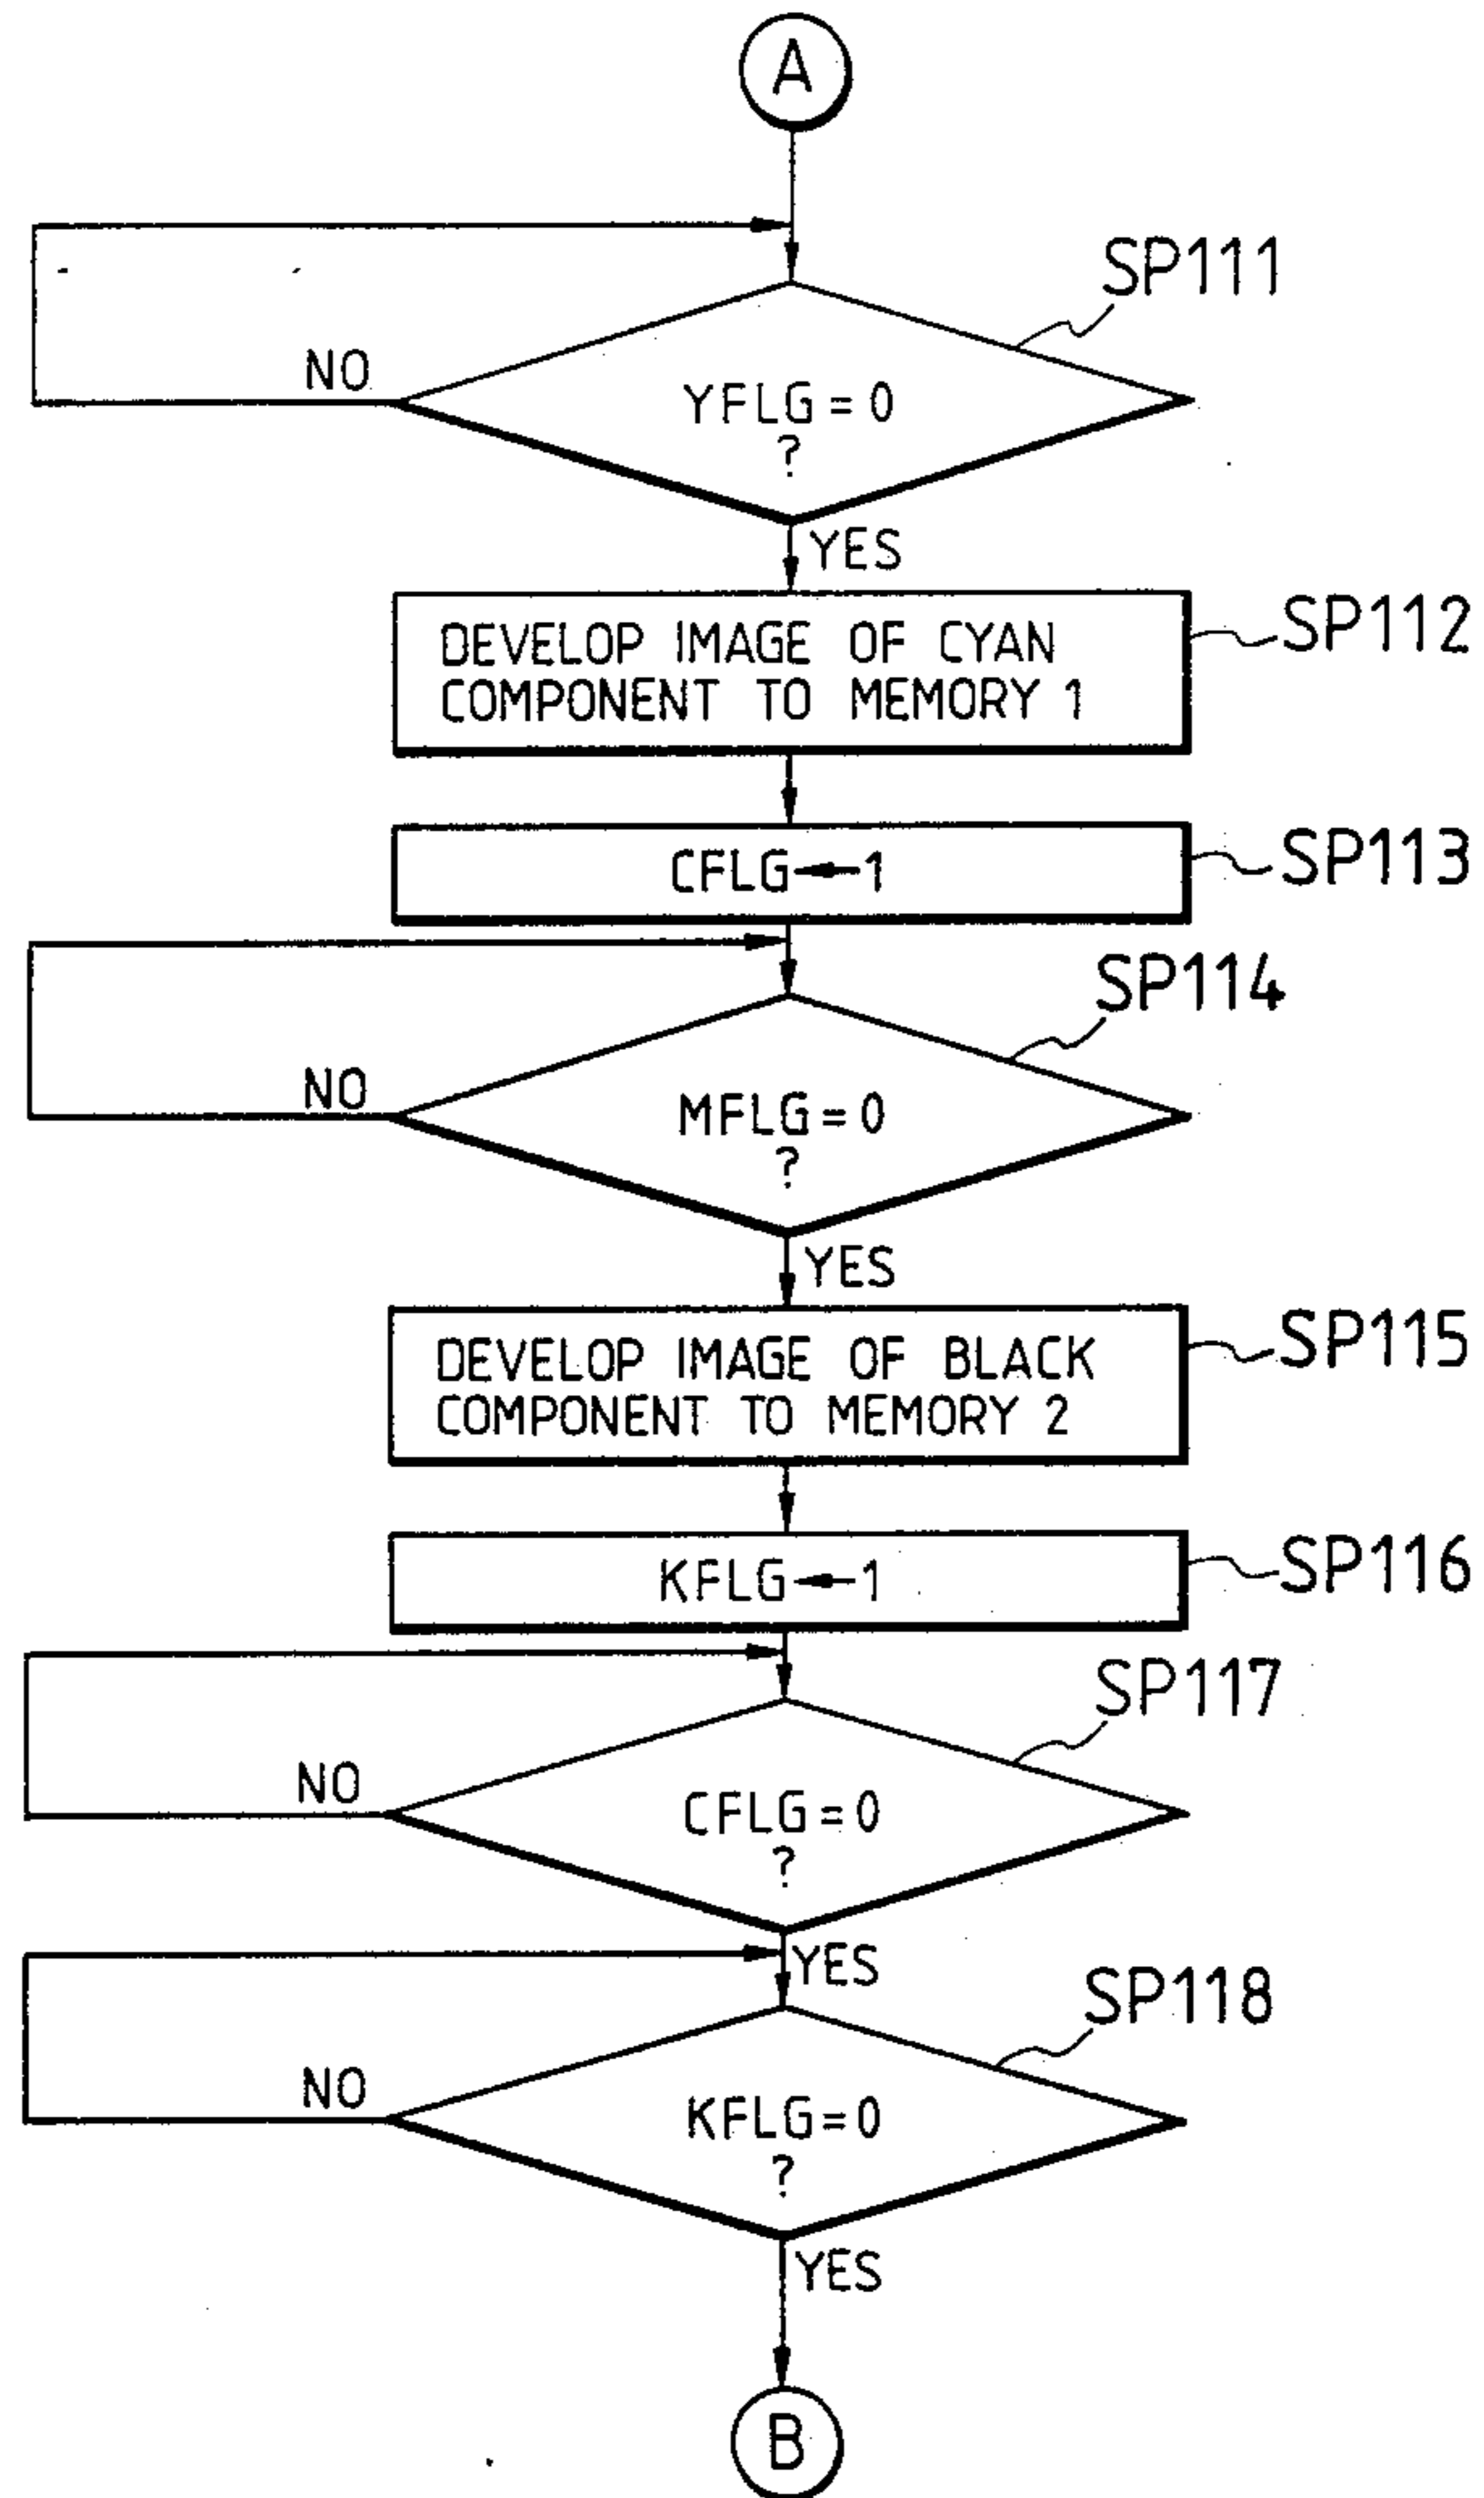 A
SP111
NO
YFLG=0
?
YES
DEVELOP IMAGE OF CYAN
COMPONENT TO MEMORY 1
SP112
CFLG←1
SP113
SP114
NO
MFLG=0
?
YES
DEVELOP IMAGE OF BLACK
COMPONENT TO MEMORY 2
SP115
KFLG←1
SP116
SP117
NO
CFLG=0
?
YES
SP118
NO
KFLG=0
?
YES
B